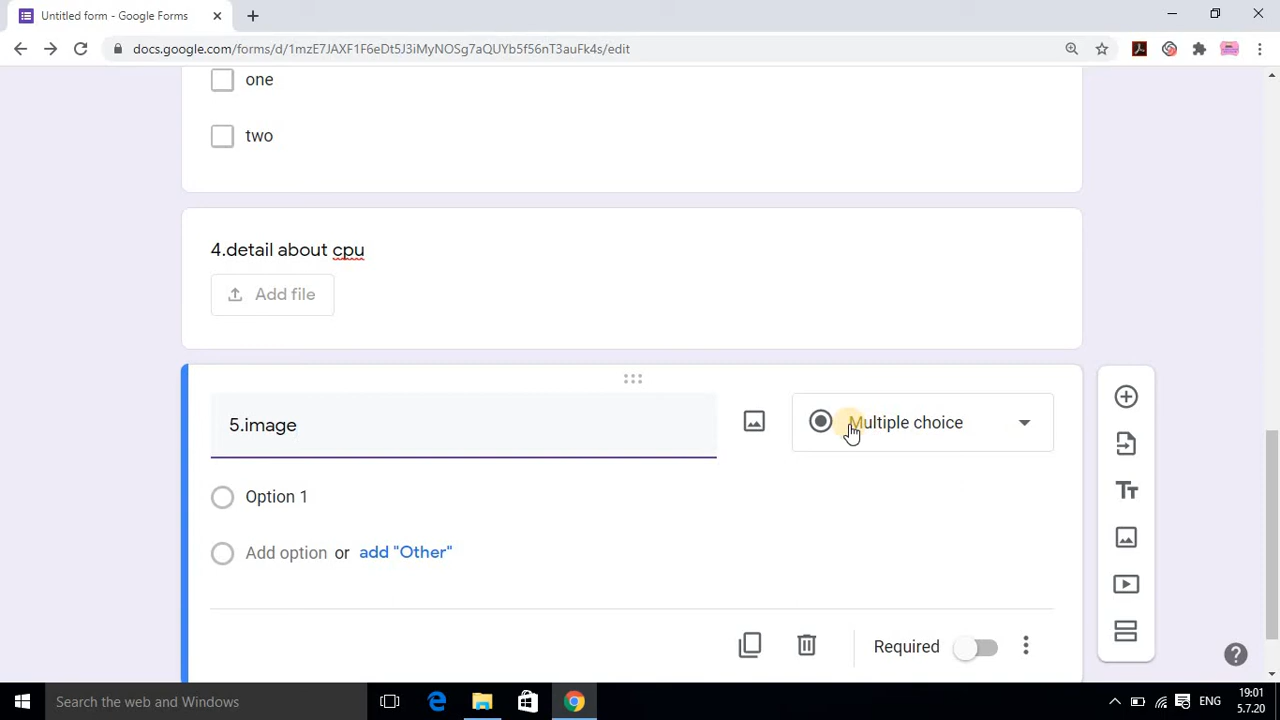 Untitled form - Google Forms
docs.google.com/forms/d/1mzE7JAXF1F6eDt5J3iMyNOSg7aQUYb5f56nT3auFk4s/edit
one
two
4.detail about cpu
Add file
5.image
Multiple choice
Option 1
Add option or add "Other"
Tт
Required
Search the web and Windows
ENG
19:01
5.7.20